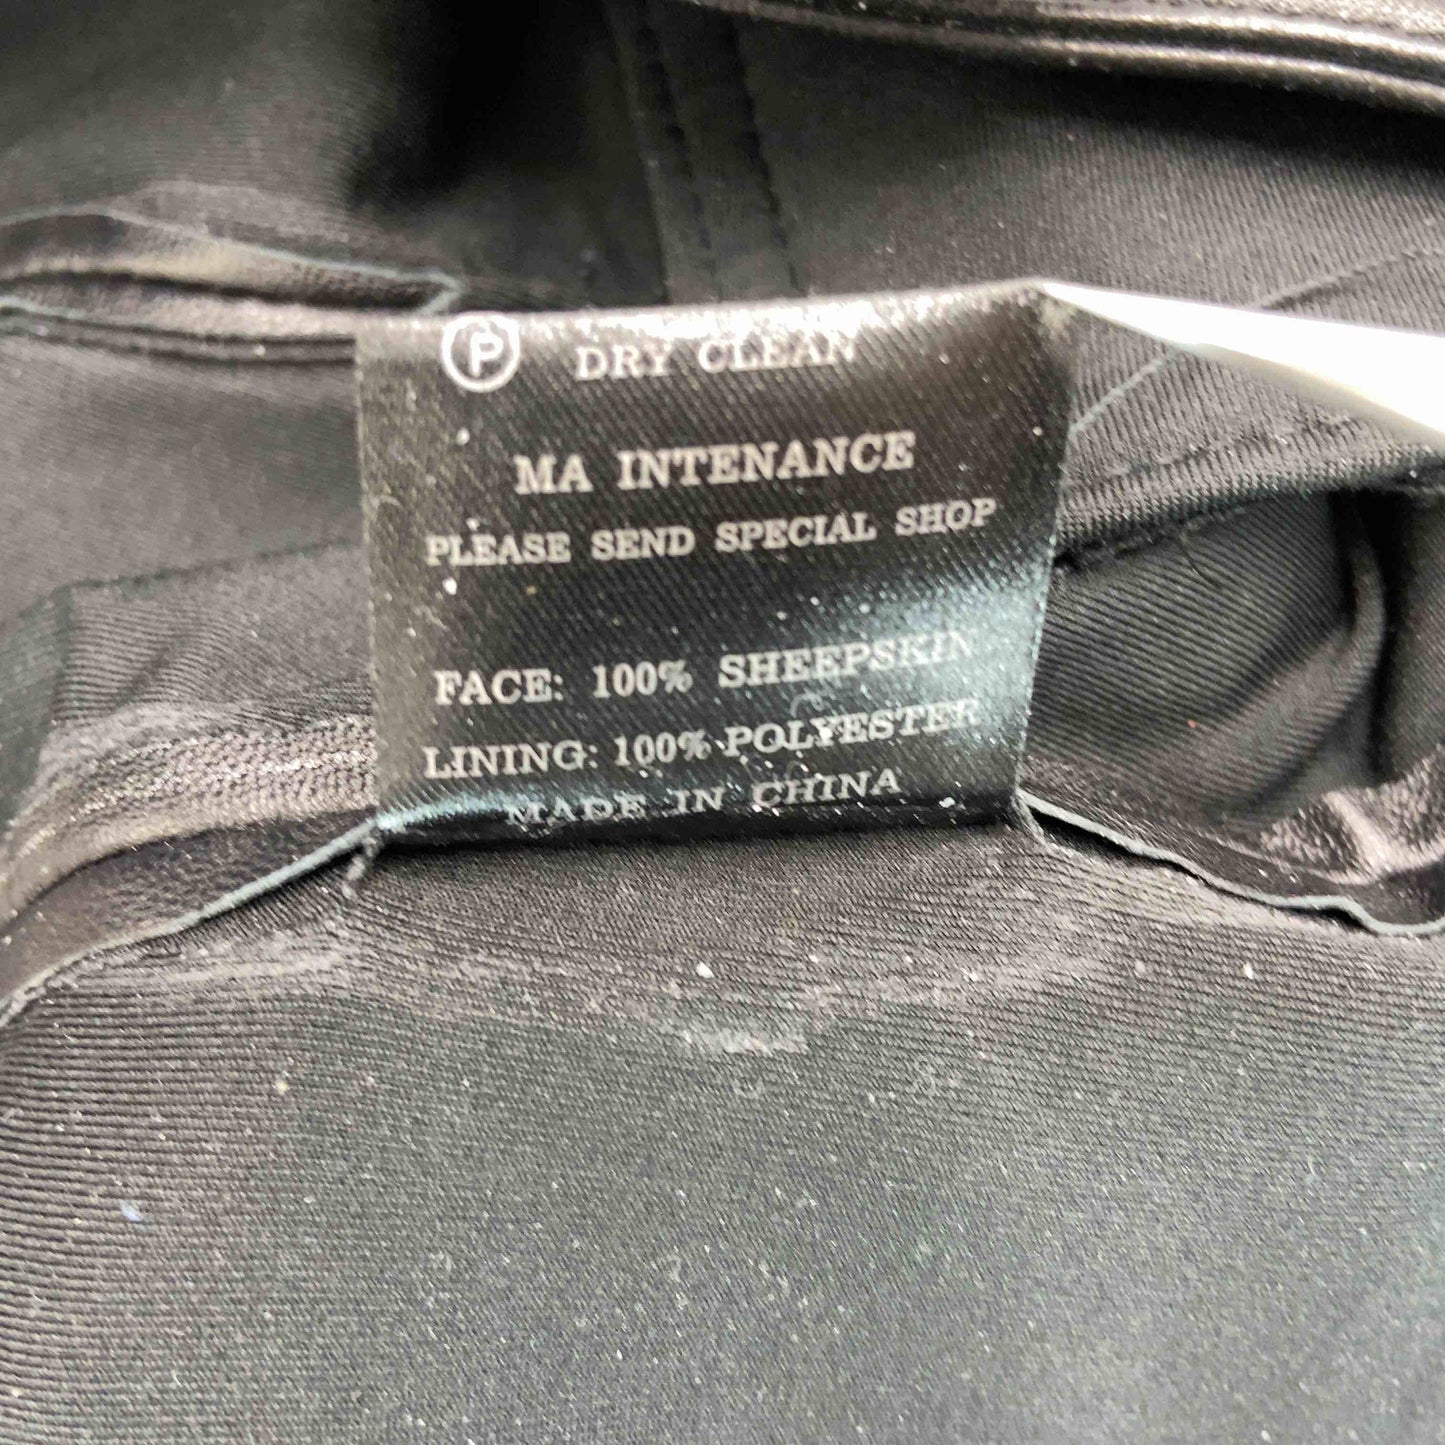 P DRY CLEAN
MA INTENANCE
PLEASE SEND SPECIAL SHOP
FACE: 100% SHEEPSKIN
LINING: 100% POLYESTER
MADE IN CHINA